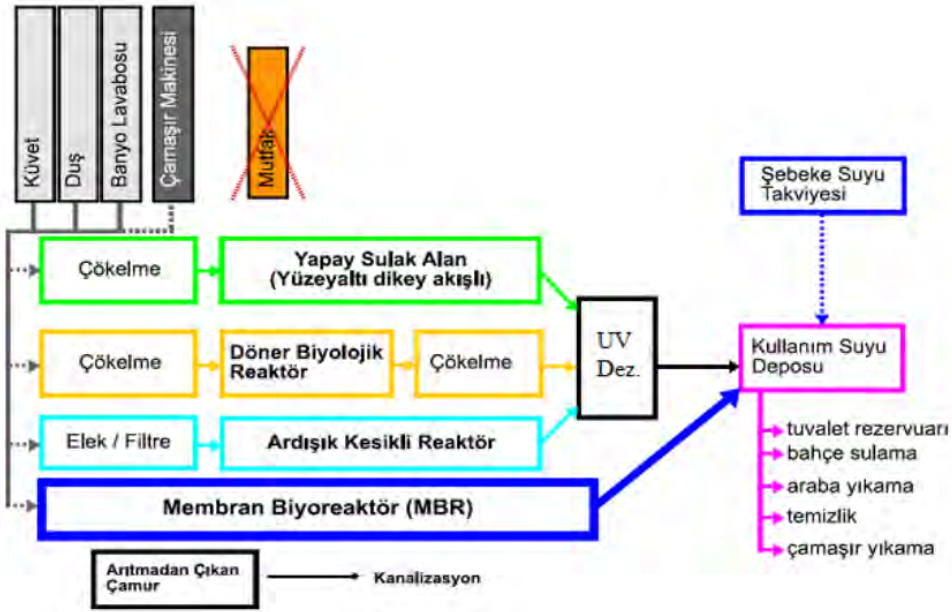 Küvet
Duş
Banyo Lavabosu
Çamaşır Makinesi
Mutfak
Şebeke Suyu
Takviyesi
Çökelme
Yapay Sulak Alan
(Yüzeyaltı dikey akışlı)
Çökelme
Döner Biyolojik
Reaktör
Çökelme
UV
Dez.
Kullanım Suyu
Deposu
Elek / Filtre
Ardışık Kesikli Reaktör
Membran Biyoreaktör (MBR)
tuvalet rezervuarı
bahçe sulama
araba yıkama
temizlik
çamaşır yıkama
Arıtmadan Çıkan
Çamur
Kanalizasyon